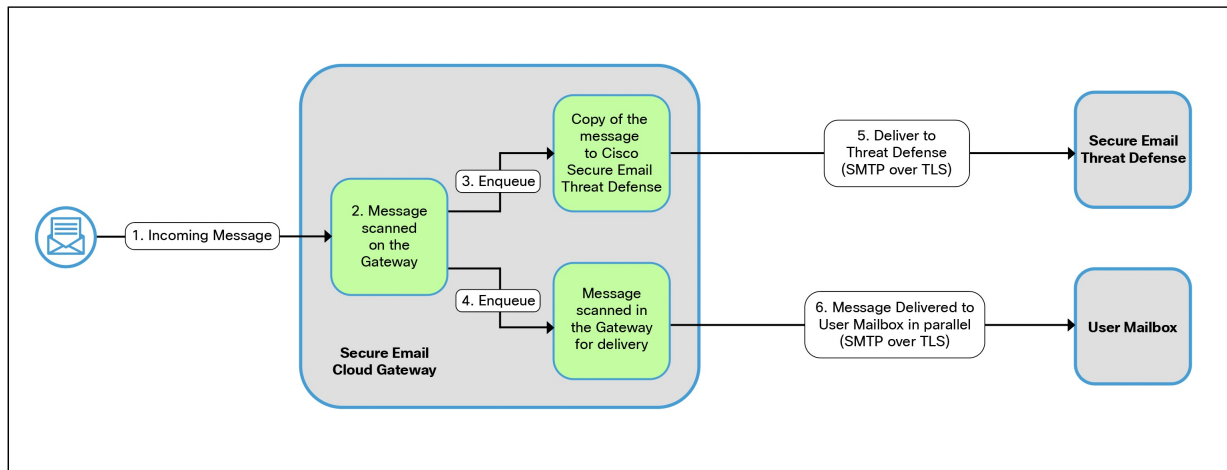 1. Incoming Message
2. Message
scanned
on the
Gateway
3. Enqueue
4. Enqueue
Copy of the
message
to Cisco
Secure Email
Threat Defense
Message
scanned in
the Gateway
for delivery
Secure Email
Cloud Gateway
5. Deliver to
Threat Defense
(SMTP over TLS)
6. Message Delivered to
User Mailbox in parallel
(SMTP over TLS)
Secure Email
Threat Defense
User Mailbox